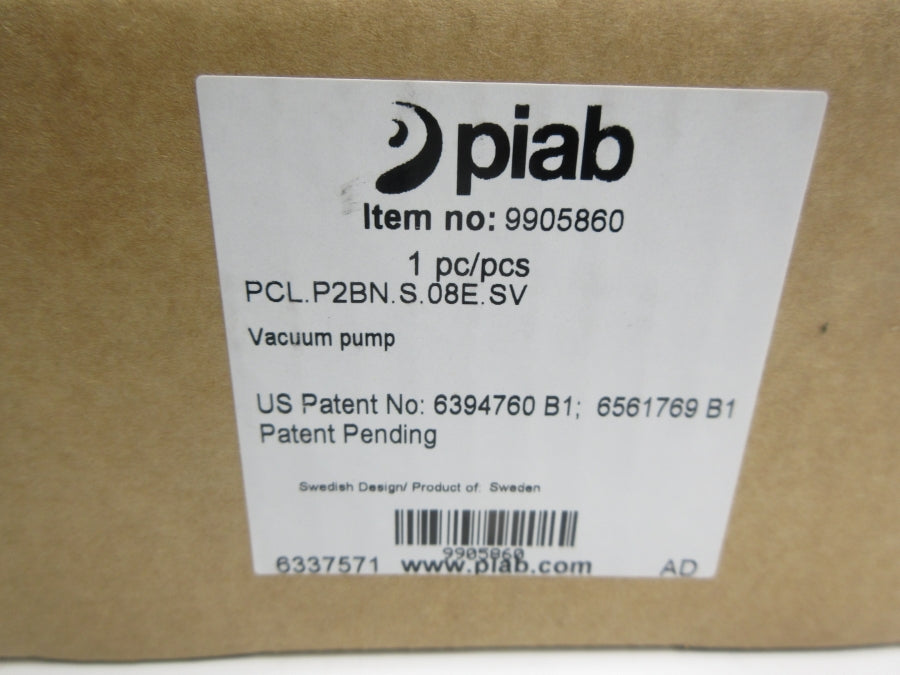 piab
Item no: 9905860
1 pc/pcs
PCL.P2BN.S.08E.SV
Vacuum pump
US Patent No: 6394760 B1; 6561769 B1
Patent Pending
Swedish Design/ Product of: Sweden
9905860
6337571 www.piab.com AD